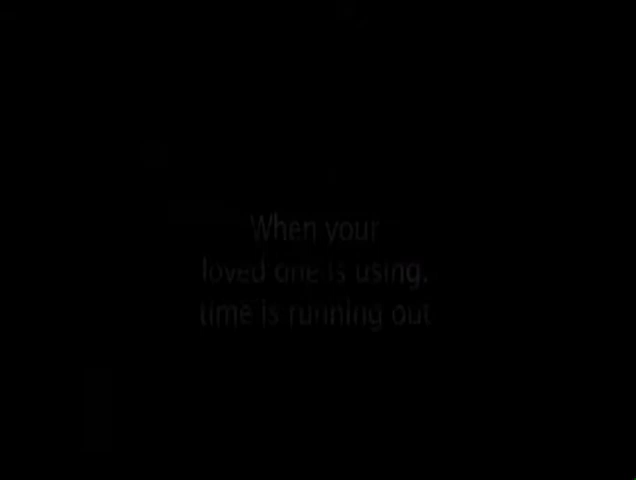 When your
loved one is using,
time is running out